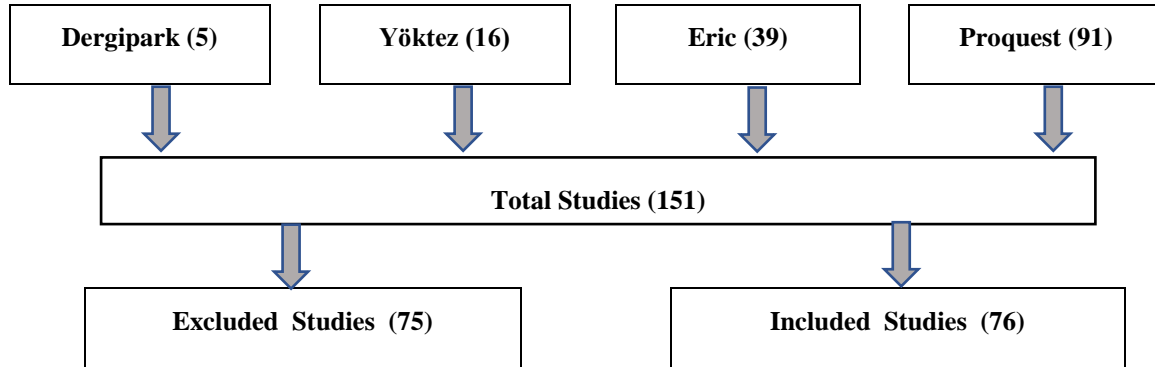 Dergipark (5)
Yöktez (16)
Eric (39)
Proquest (91)
Total Studies (151)
Excluded Studies (75)
Included Studies (76)